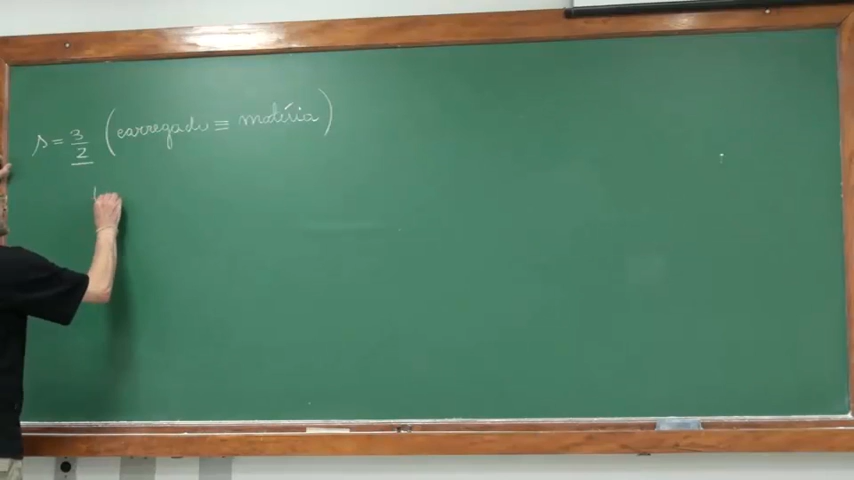 s = 3/2 (carregado ≡ matéria)